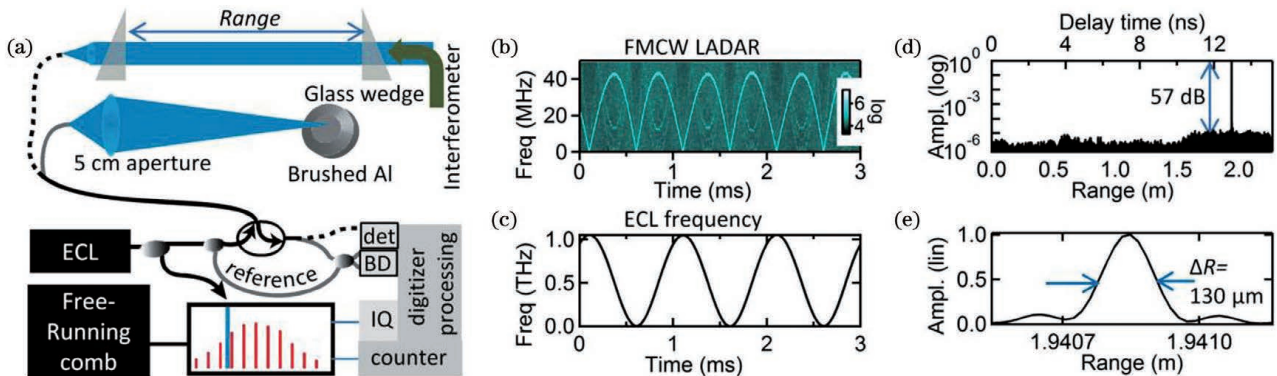 (a)
Range
Glass wedge
Interferometer
5 cm aperture
Brushed Al
ECL
reference
det
BD
digitizer
processing
Free-
Running
comb
IQ
counter
(b)
FMCW LADAR
Freq (MHz)
40
20
0
6
4
log
0
1
2
3
Time (ms)
(c)
ECL frequency
Freq (THz)
1.0
0.5
0.0
0
1
2
3
Time (ms)
(d)
Delay time (ns)
0
4
8
12
Ampl. (log)
10^0
10^-3
10^-6
57 dB
0.0
0.5
1.0
1.5
2.0
Range (m)
(e)
Ampl. (lin)
1.0
0.5
0.0
ΔR=
130 μm
1.9407
1.9410
Range (m)